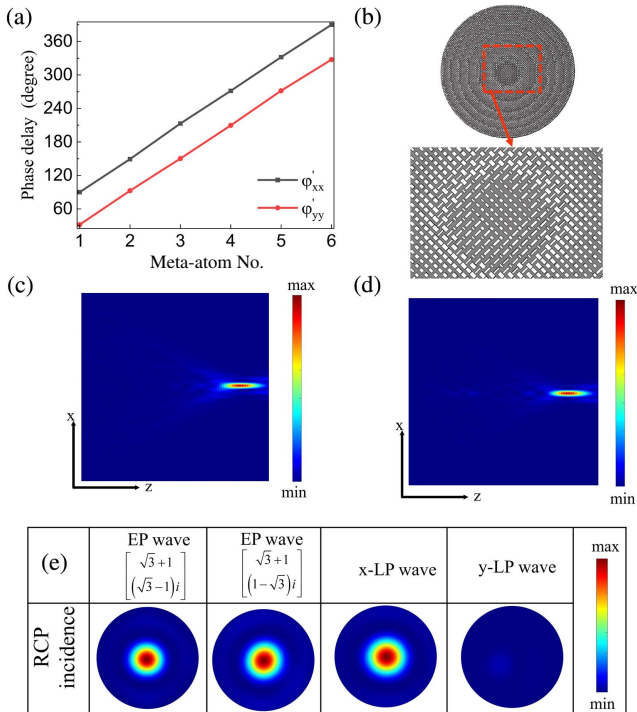 (a)
Phase delay (degree)
360
300
240
180
120
60
φ'xx
φ'yy
1 2 3 4 5 6
Meta-atom No.
(b)
(c)
max
min
x
z
(d)
max
min
x
z
(e)
EP wave
[√3+1
(√3−1)i]
EP wave
[√3+1
(1−√3)i]
x-LP wave
y-LP wave
RCP
incidence
max
min